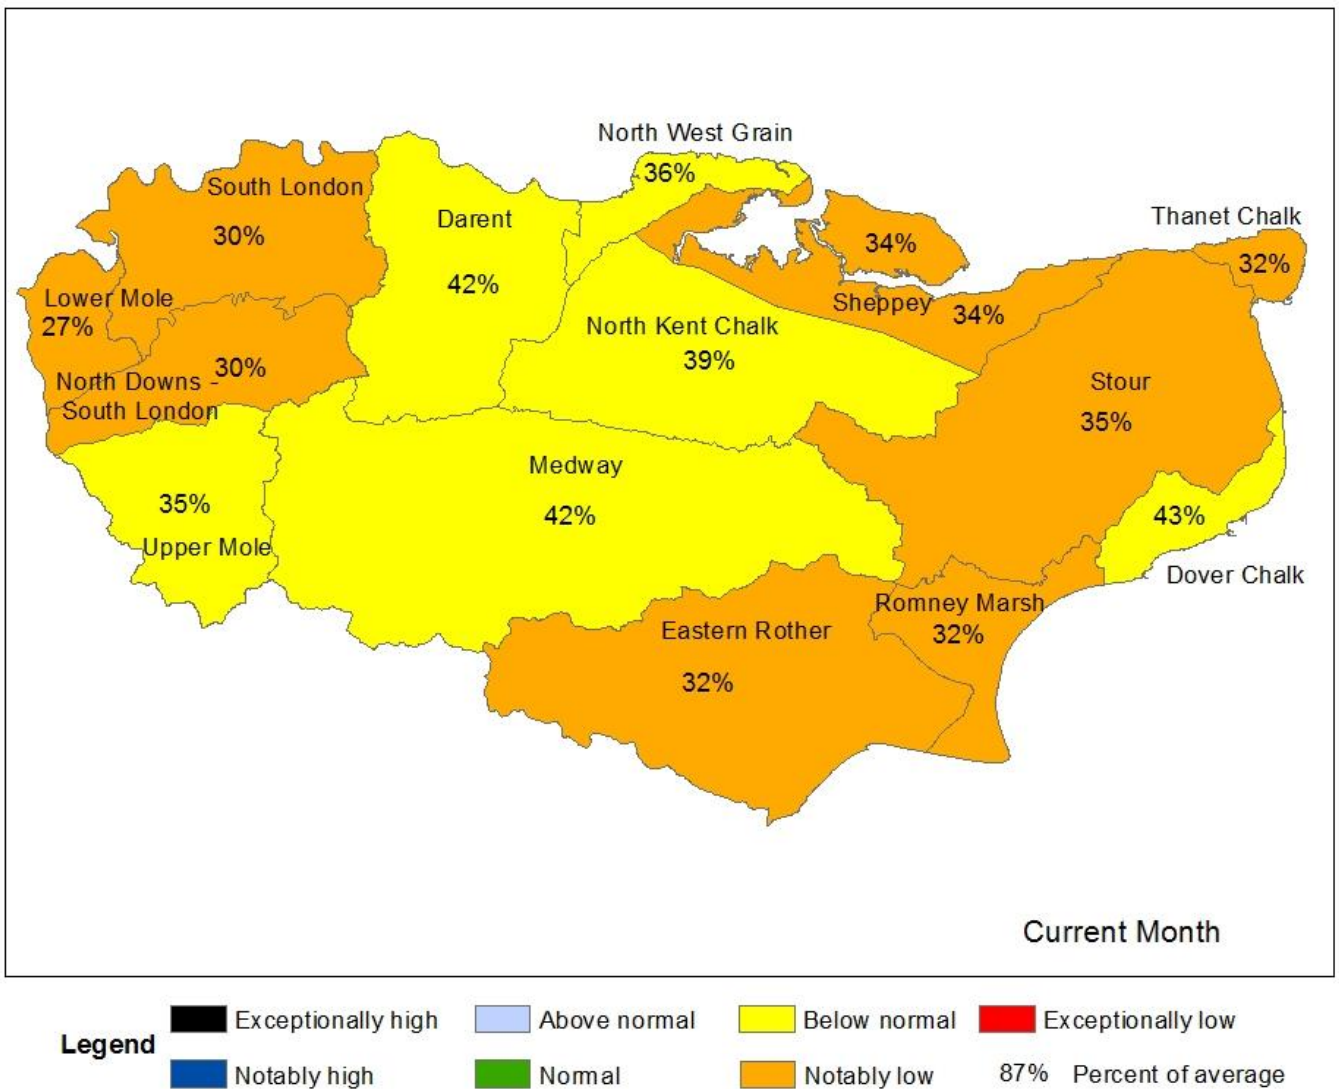 North West Grain
36%
South London
30%
Darent
42%
Thanet Chalk
32%
34%
Lower Mole
27%
Sheppey
34%
North Kent Chalk
39%
30%
North Downs -
South London
Stour
35%
Medway
42%
35%
Upper Mole
43%
Dover Chalk
Romney Marsh
32%
Eastern Rother
32%
Current Month
Legend
Exceptionally high
Above normal
Below normal
Exceptionally low
Notably high
Normal
Notably low
87% Percent of average